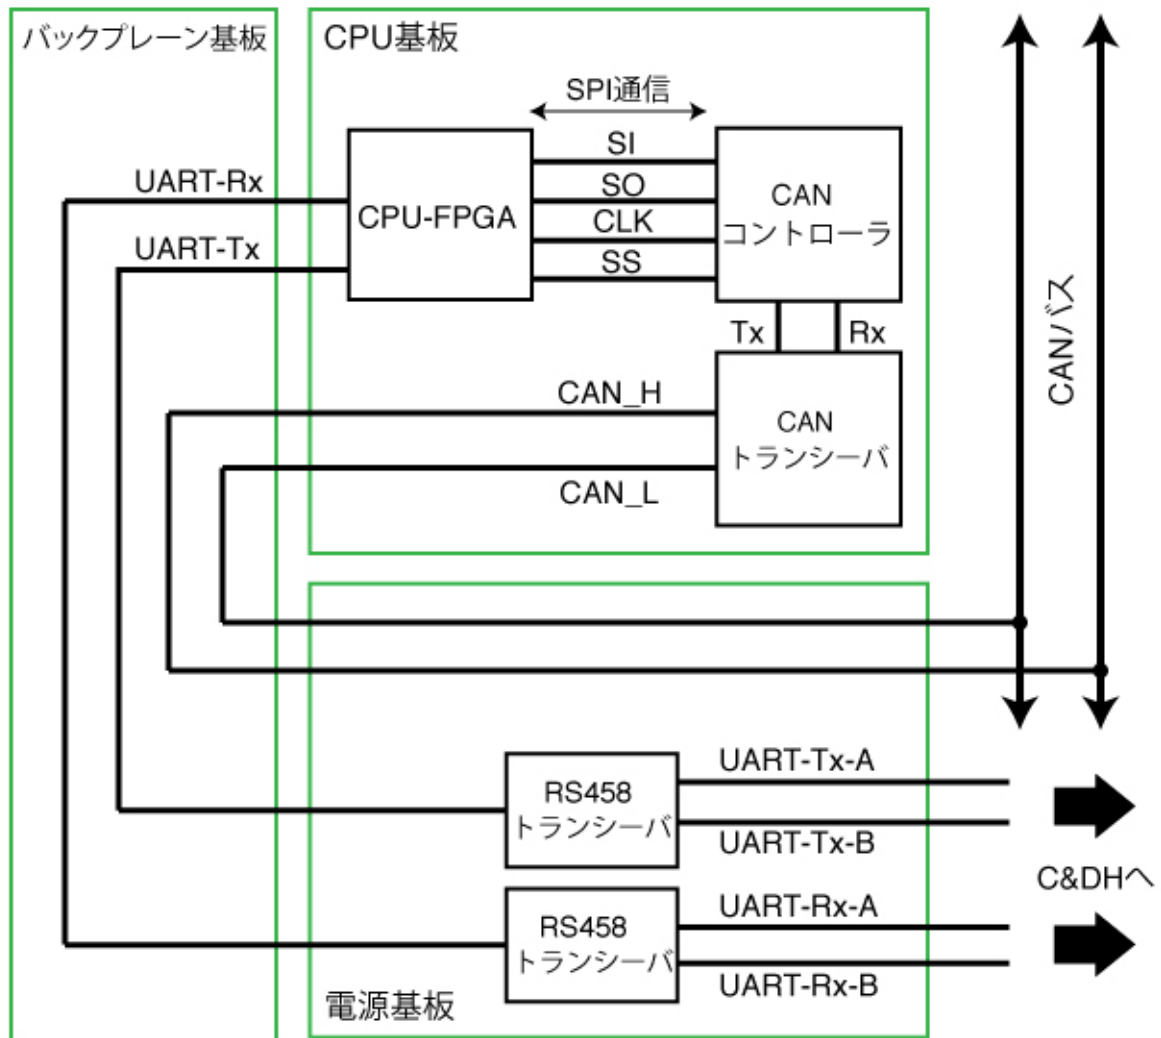 バックプレーン基板
CPU基板
SPI通信
SI
SO
CLK
SS
UART-Rx
UART-Tx
CPU-FPGA
CAN
コントローラ
Tx
Rx
CAN_H
CAN
トランシーバ
CAN_L
CANバス
UART-Tx-A
RS458
トランシーバ
UART-Tx-B
C&DHへ
UART-Rx-A
RS458
トランシーバ
UART-Rx-B
電源基板